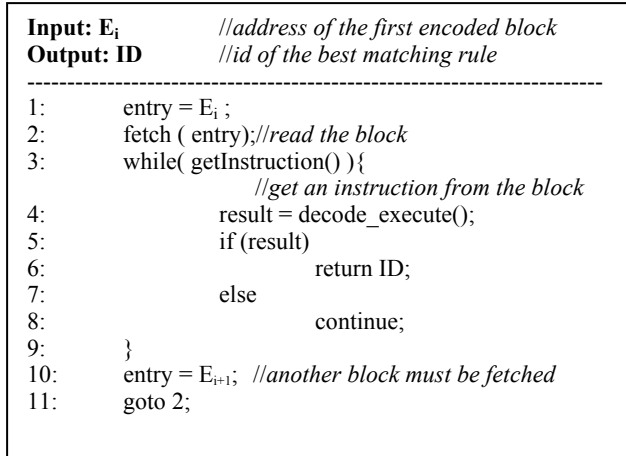 Input: Ei //address of the first encoded block
Output: ID //id of the best matching rule
------------------------------------------------------------------------
1: entry = Ei ;
2: fetch ( entry);//read the block
3: while( getInstruction() ){
//get an instruction from the block
4: result = decode_execute();
5: if (result)
6: return ID;
7: else
8: continue;
9: }
10: entry = Ei+1; //another block must be fetched
11: goto 2;